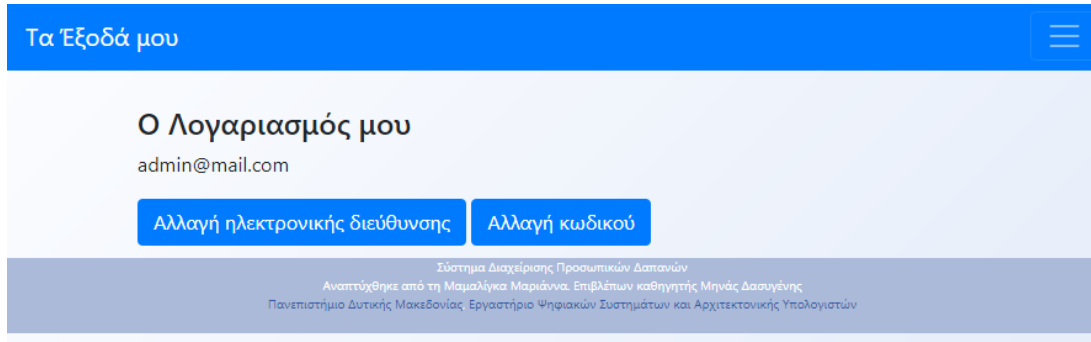 Τα Έξοδά μου
Ο Λογαριασμός μου
admin@mail.com
Αλλαγή ηλεκτρονικής διεύθυνσης Αλλαγή κωδικού
Σύστημα Διαχείρισης Προσωπικών Δαπανών
Αναπτύχθηκε από τη Μαμαλίγκα Μαριάννα. Επιβλέπων καθηγητής Μηνάς Δασυγένης
Πανεπιστήμιο Δυτικής Μακεδονίας, Εργαστήριο Ψηφιακών Συστημάτων και Αρχιτεκτονικής Υπολογιστών